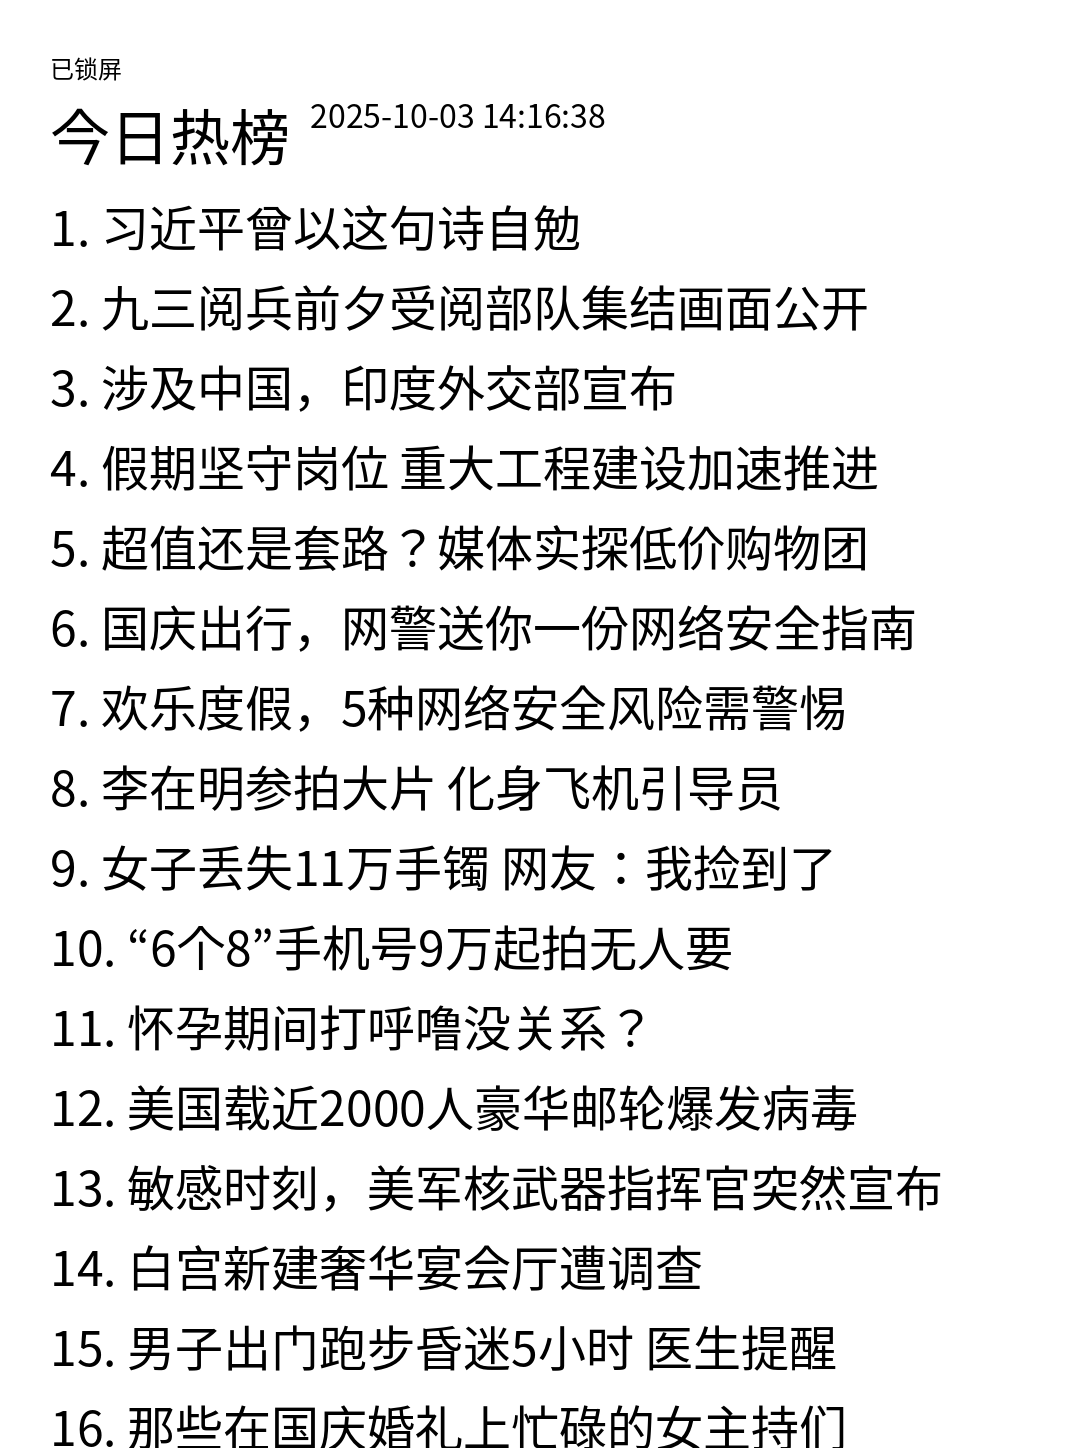 已锁屏
今日热榜 2025-10-03 14:16:38
1. 习近平曾以这句诗自勉
2. 九三阅兵前夕受阅部队集结画面公开
3. 涉及中国，印度外交部宣布
4. 假期坚守岗位 重大工程建设加速推进
5. 超值还是套路？媒体实探低价购物团
6. 国庆出行，网警送你一份网络安全指南
7. 欢乐度假，5种网络安全风险需警惕
8. 李在明参拍大片 化身飞机引导员
9. 女子丢失11万手镯 网友：我捡到了
10. “6个8”手机号9万起拍无人要
11. 怀孕期间打呼噜没关系？
12. 美国载近2000人豪华邮轮爆发病毒
13. 敏感时刻，美军核武器指挥官突然宣布
14. 白宫新建奢华宴会厅遭调查
15. 男子出门跑步昏迷5小时 医生提醒
16. 那些在国庆婚礼上忙碌的女主持们